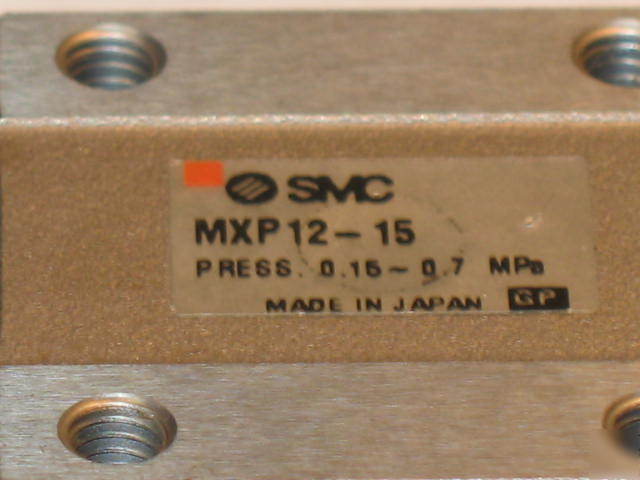 SMC
MXP12-15
PRESS. 0.15~0.7 MPa
MADE IN JAPAN GP